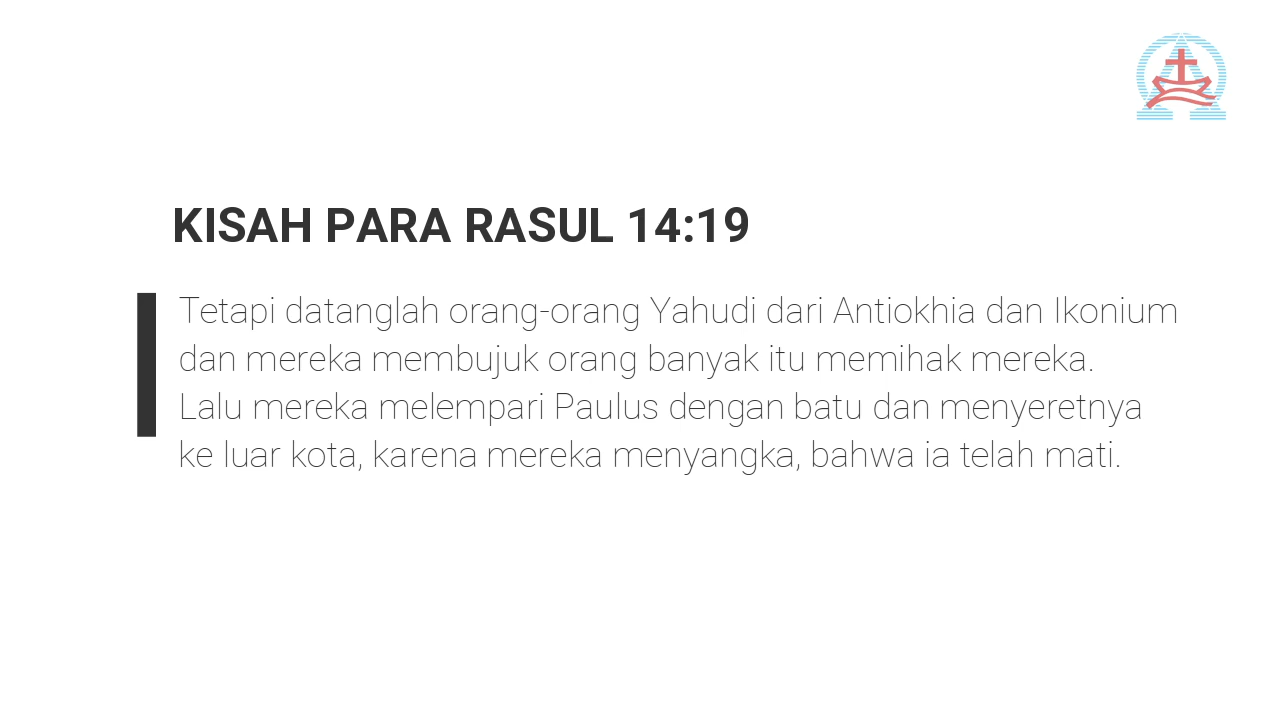 KISAH PARA RASUL 14:19
Tetapi datanglah orang-orang Yahudi dari Antiokhia dan Ikonium
dan mereka membujuk orang banyak itu memihak mereka.
Lalu mereka melempari Paulus dengan batu dan menyeretnya
ke luar kota, karena mereka menyangka, bahwa ia telah mati.